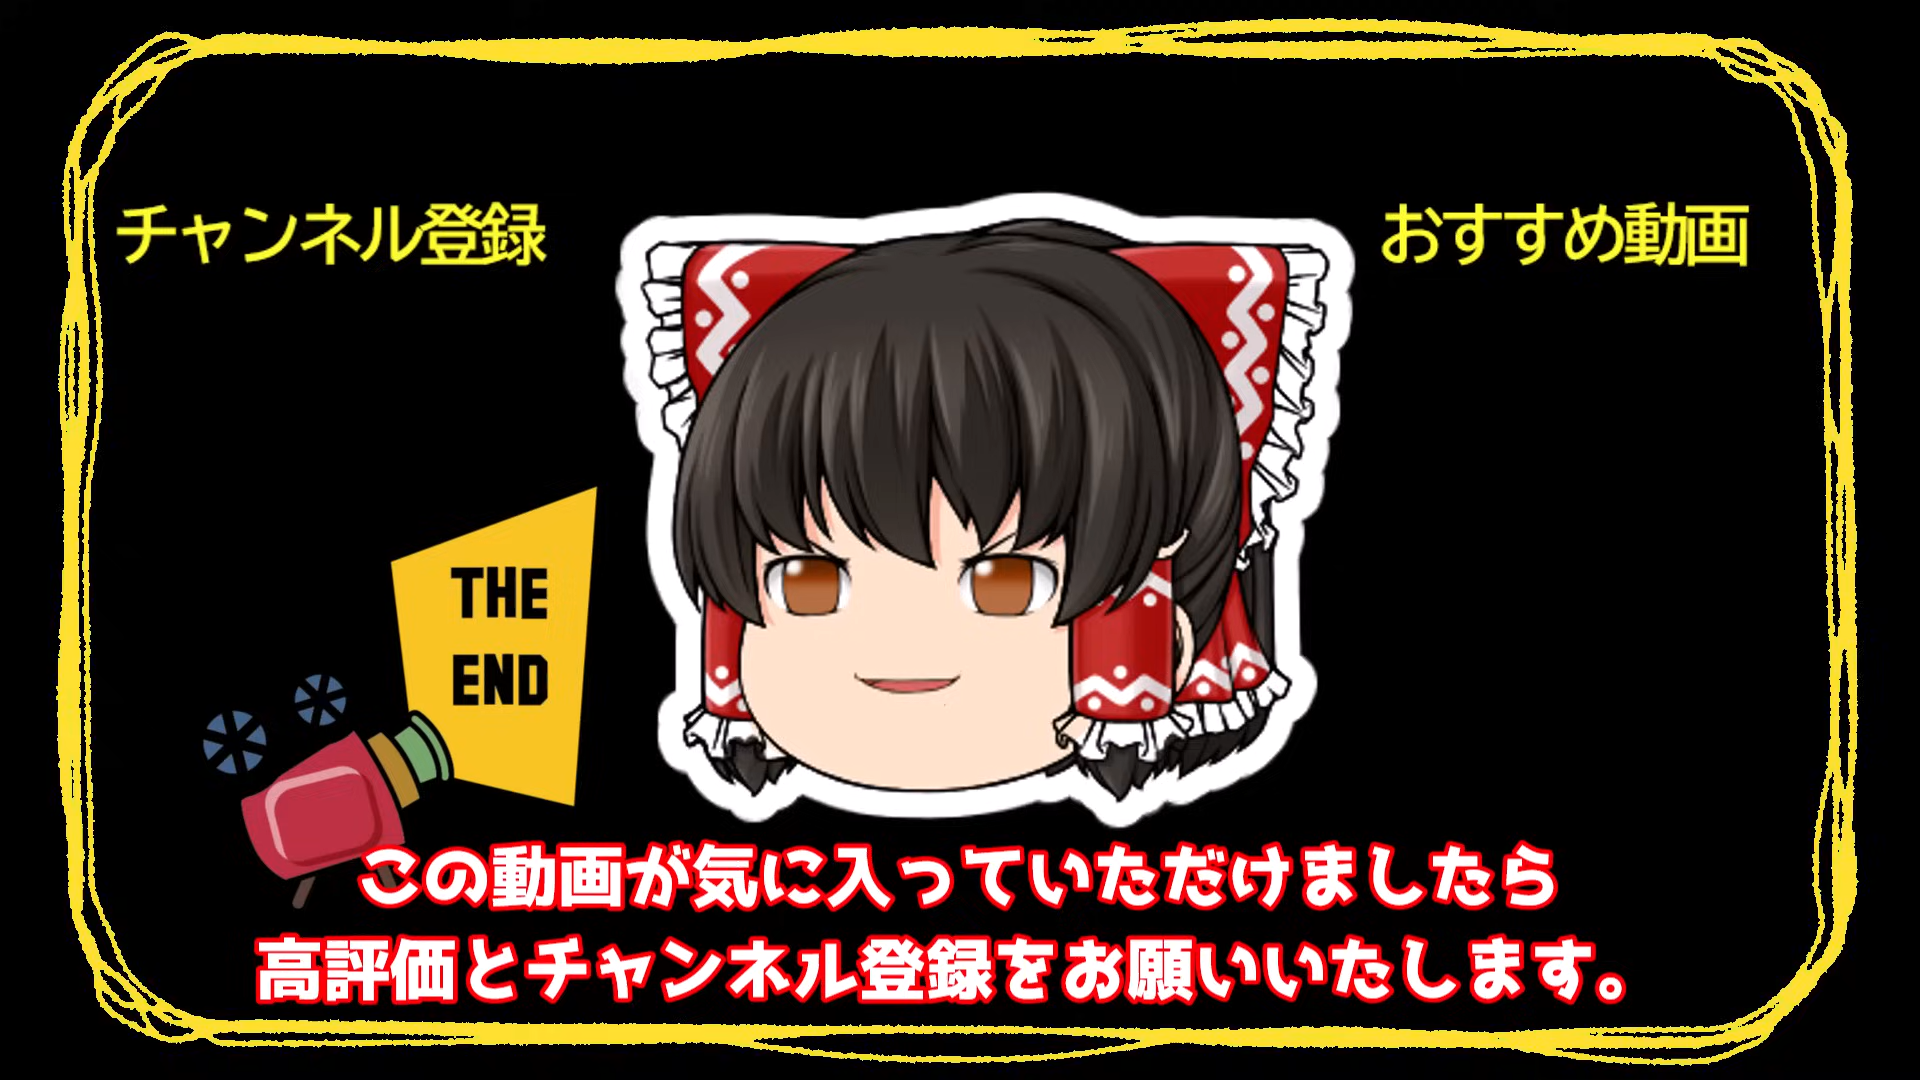 チャンネル登録
おすすめ動画
THE
END
この動画が気に入っていただけましたら
高評価とチャンネル登録をお願いいたします。